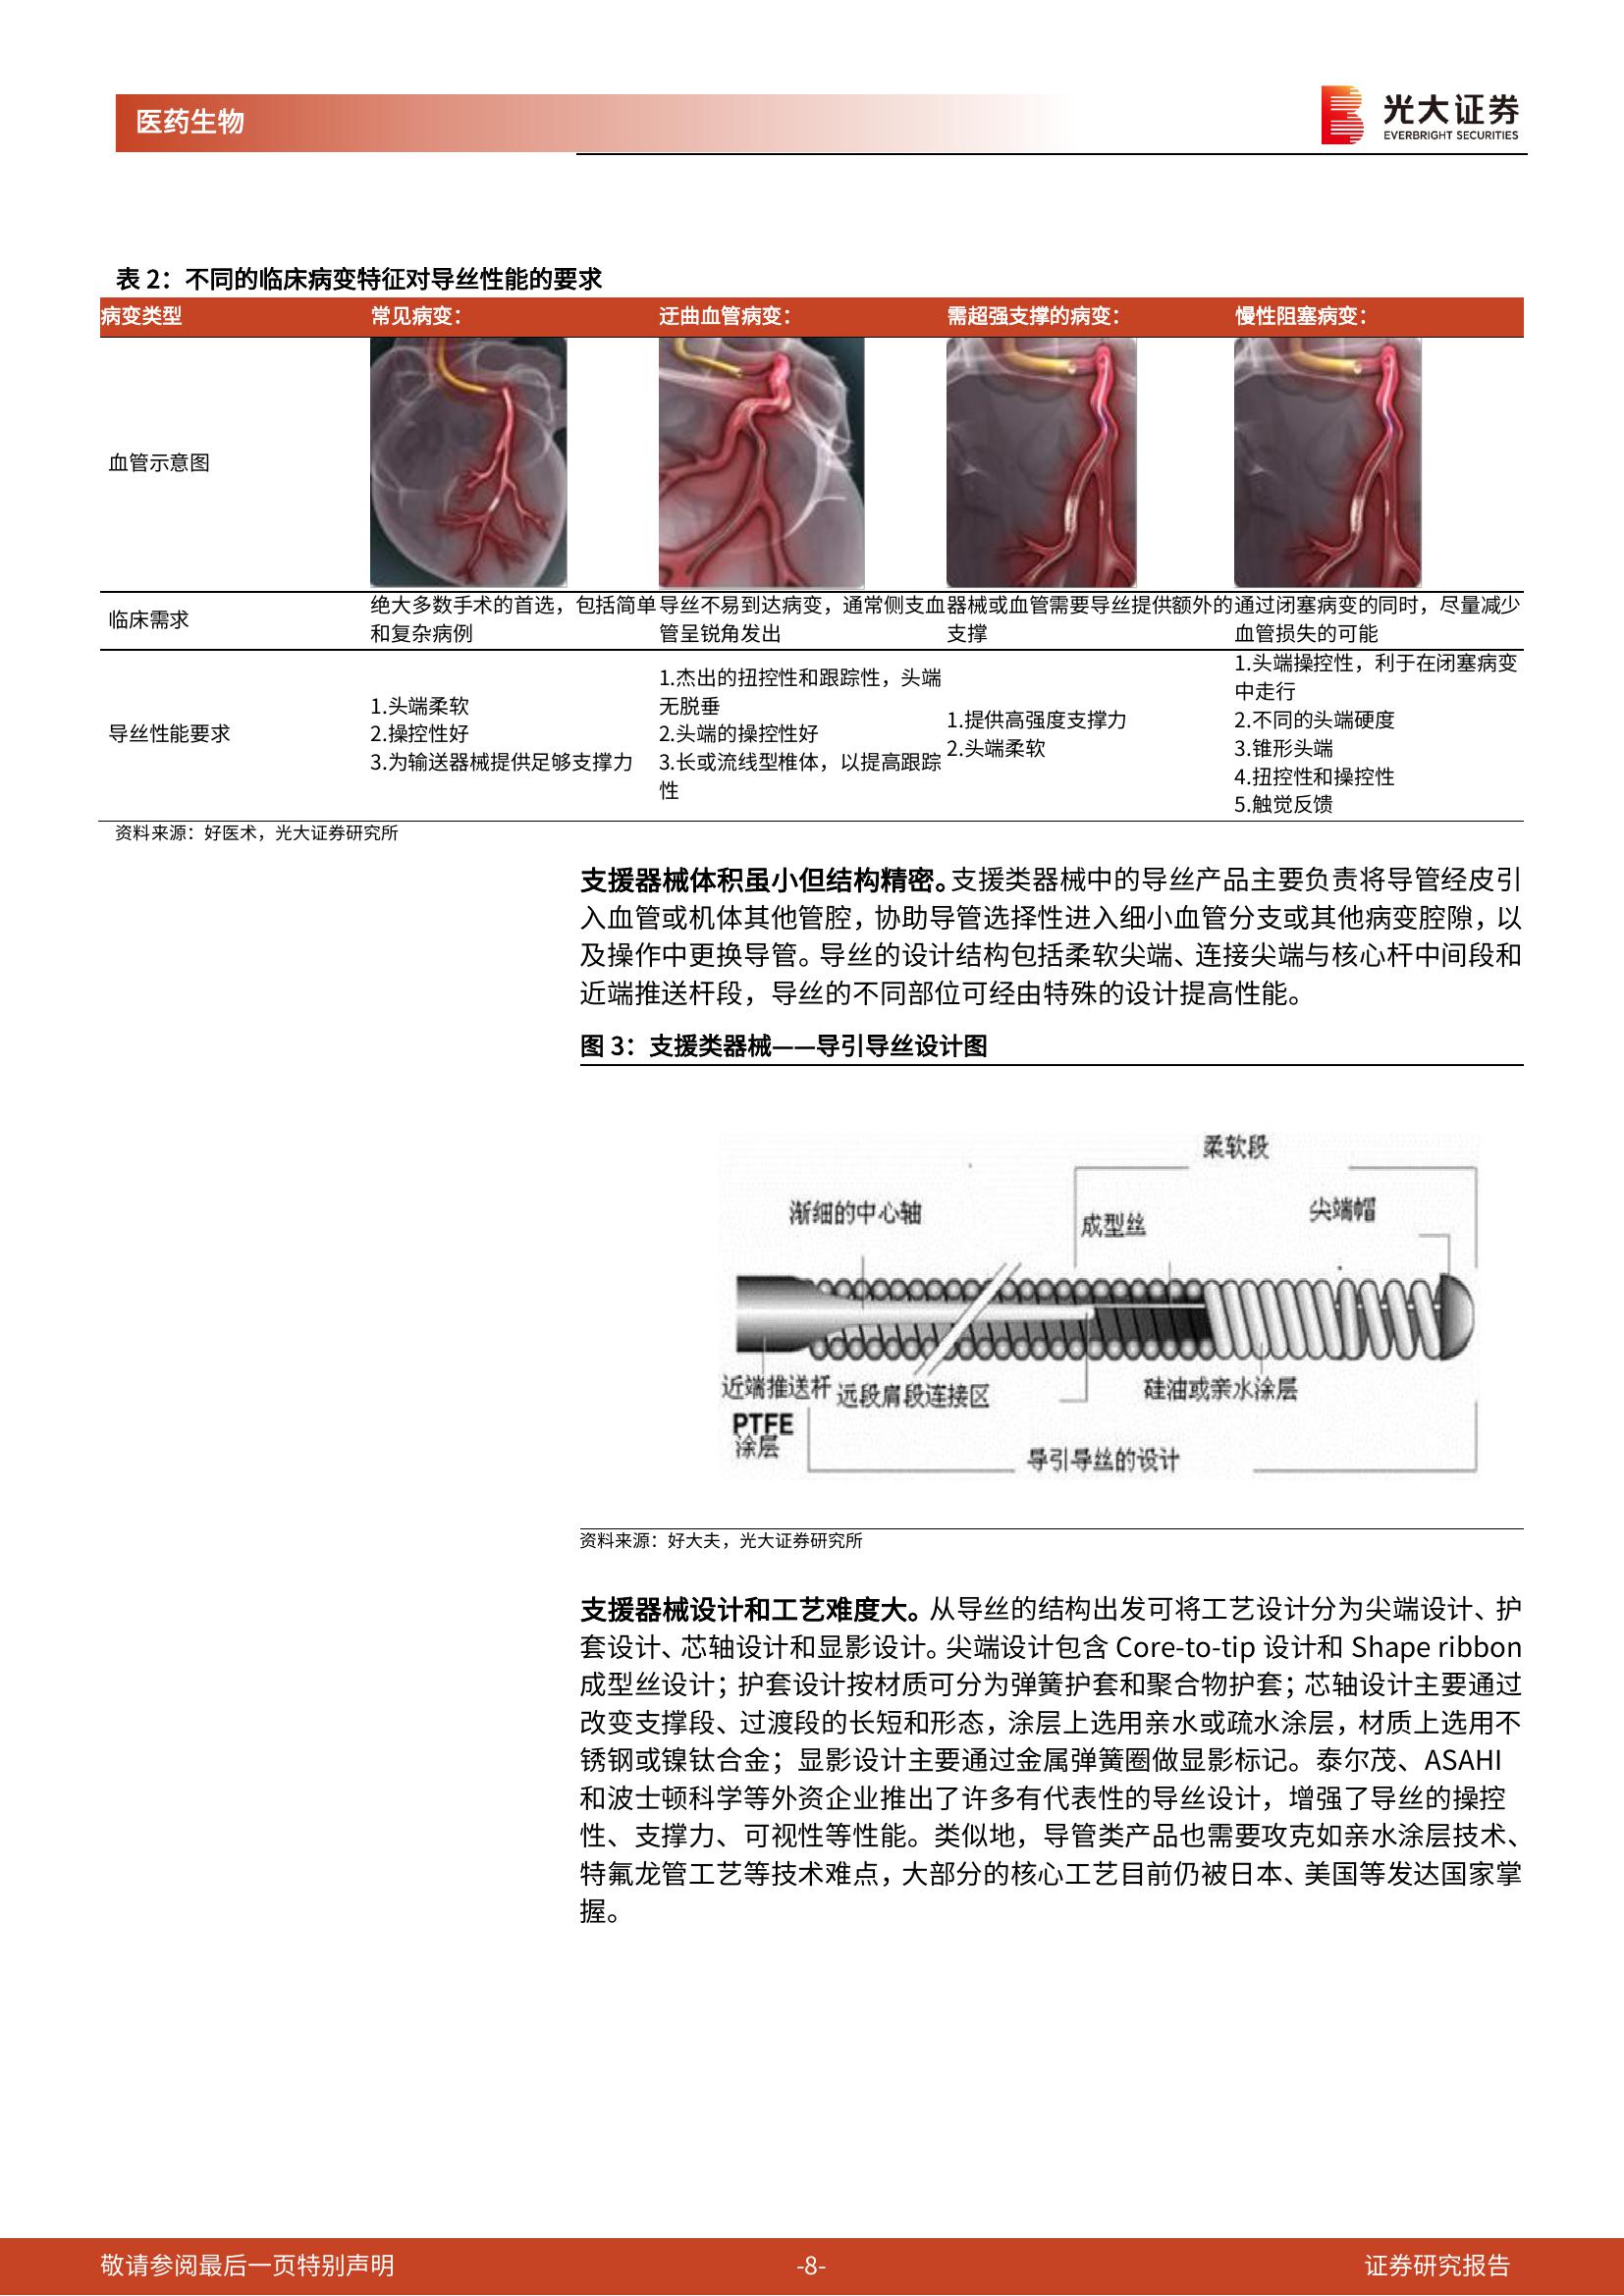 医药生物
光大证券
EVERBRIGHT SECURITIES
表 2：不同的临床病变特征对导丝性能的要求
病变类型 常见病变： 迂曲血管病变： 需超强支撑的病变： 慢性阻塞病变：
血管示意图
临床需求
绝大多数手术的首选，包括简单
和复杂病例
导丝不易到达病变，通常侧支血
管呈锐角发出
器械或血管需要导丝提供额外的
支撑
通过闭塞病变的同时，尽量减少
血管损失的可能
导丝性能要求
1.头端柔软
2.操控性好
3.为输送器械提供足够支撑力
1.杰出的扭控性和跟踪性，头端
无脱垂
2.头端的操控性好
3.长或流线型椎体，以提高跟踪
性
1.提供高强度支撑力
2.头端柔软
1.头端操控性，利于在闭塞病变
中走行
2.不同的头端硬度
3.锥形头端
4.扭控性和操控性
5.触觉反馈
资料来源：好医术，光大证券研究所
支援器械体积虽小但结构精密。支援类器械中的导丝产品主要负责将导管经皮引
入血管或机体其他管腔，协助导管选择性进入细小血管分支或其他病变腔隙，以
及操作中更换导管。导丝的设计结构包括柔软尖端、连接尖端与核心杆中间段和
近端推送杆段，导丝的不同部位可经由特殊的设计提高性能。
图 3：支援类器械——导引导丝设计图
柔软段
渐细的中心轴
成型丝
尖端帽
近端推送杆
远段肩段连接区
硅油或亲水涂层
PTFE
涂层
导引导丝的设计
资料来源：好大夫，光大证券研究所
支援器械设计和工艺难度大。从导丝的结构出发可将工艺设计分为尖端设计、护
套设计、芯轴设计和显影设计。尖端设计包含 Core-to-tip 设计和 Shape ribbon
成型丝设计；护套设计按材质可分为弹簧护套和聚合物护套；芯轴设计主要通过
改变支撑段、过渡段的长短和形态，涂层上选用亲水或疏水涂层，材质上选用不
锈钢或镍钛合金；显影设计主要通过金属弹簧圈做显影标记。泰尔茂、ASAHI
和波士顿科学等外资企业推出了许多有代表性的导丝设计，增强了导丝的操控
性、支撑力、可视性等性能。类似地，导管类产品也需要攻克如亲水涂层技术、
特氟龙管工艺等技术难点，大部分的核心工艺目前仍被日本、美国等发达国家掌
握。
敬请参阅最后一页特别声明 -8- 证券研究报告